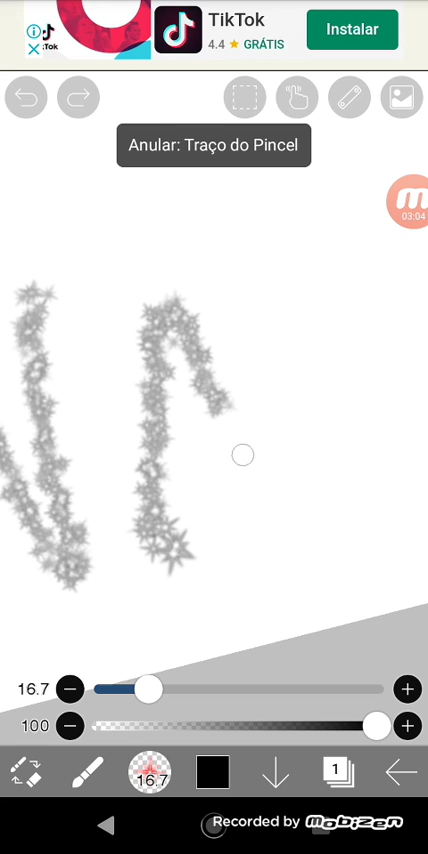 TikTok
4.4 ★ GRÁTIS
Instalar
Tok
Anular: Traço do Pincel
03:04
16.7
100
16.7
1
Recorded by Mobizen